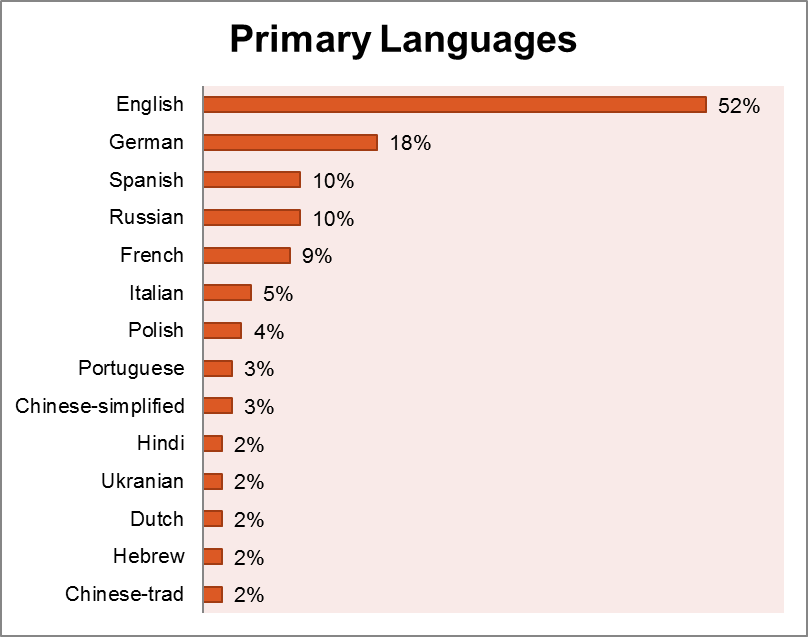 Primary Languages
English 52%
German 18%
Spanish 10%
Russian 10%
French 9%
Italian 5%
Polish 4%
Portuguese 3%
Chinese-simplified 3%
Hindi 2%
Ukranian 2%
Dutch 2%
Hebrew 2%
Chinese-trad 2%